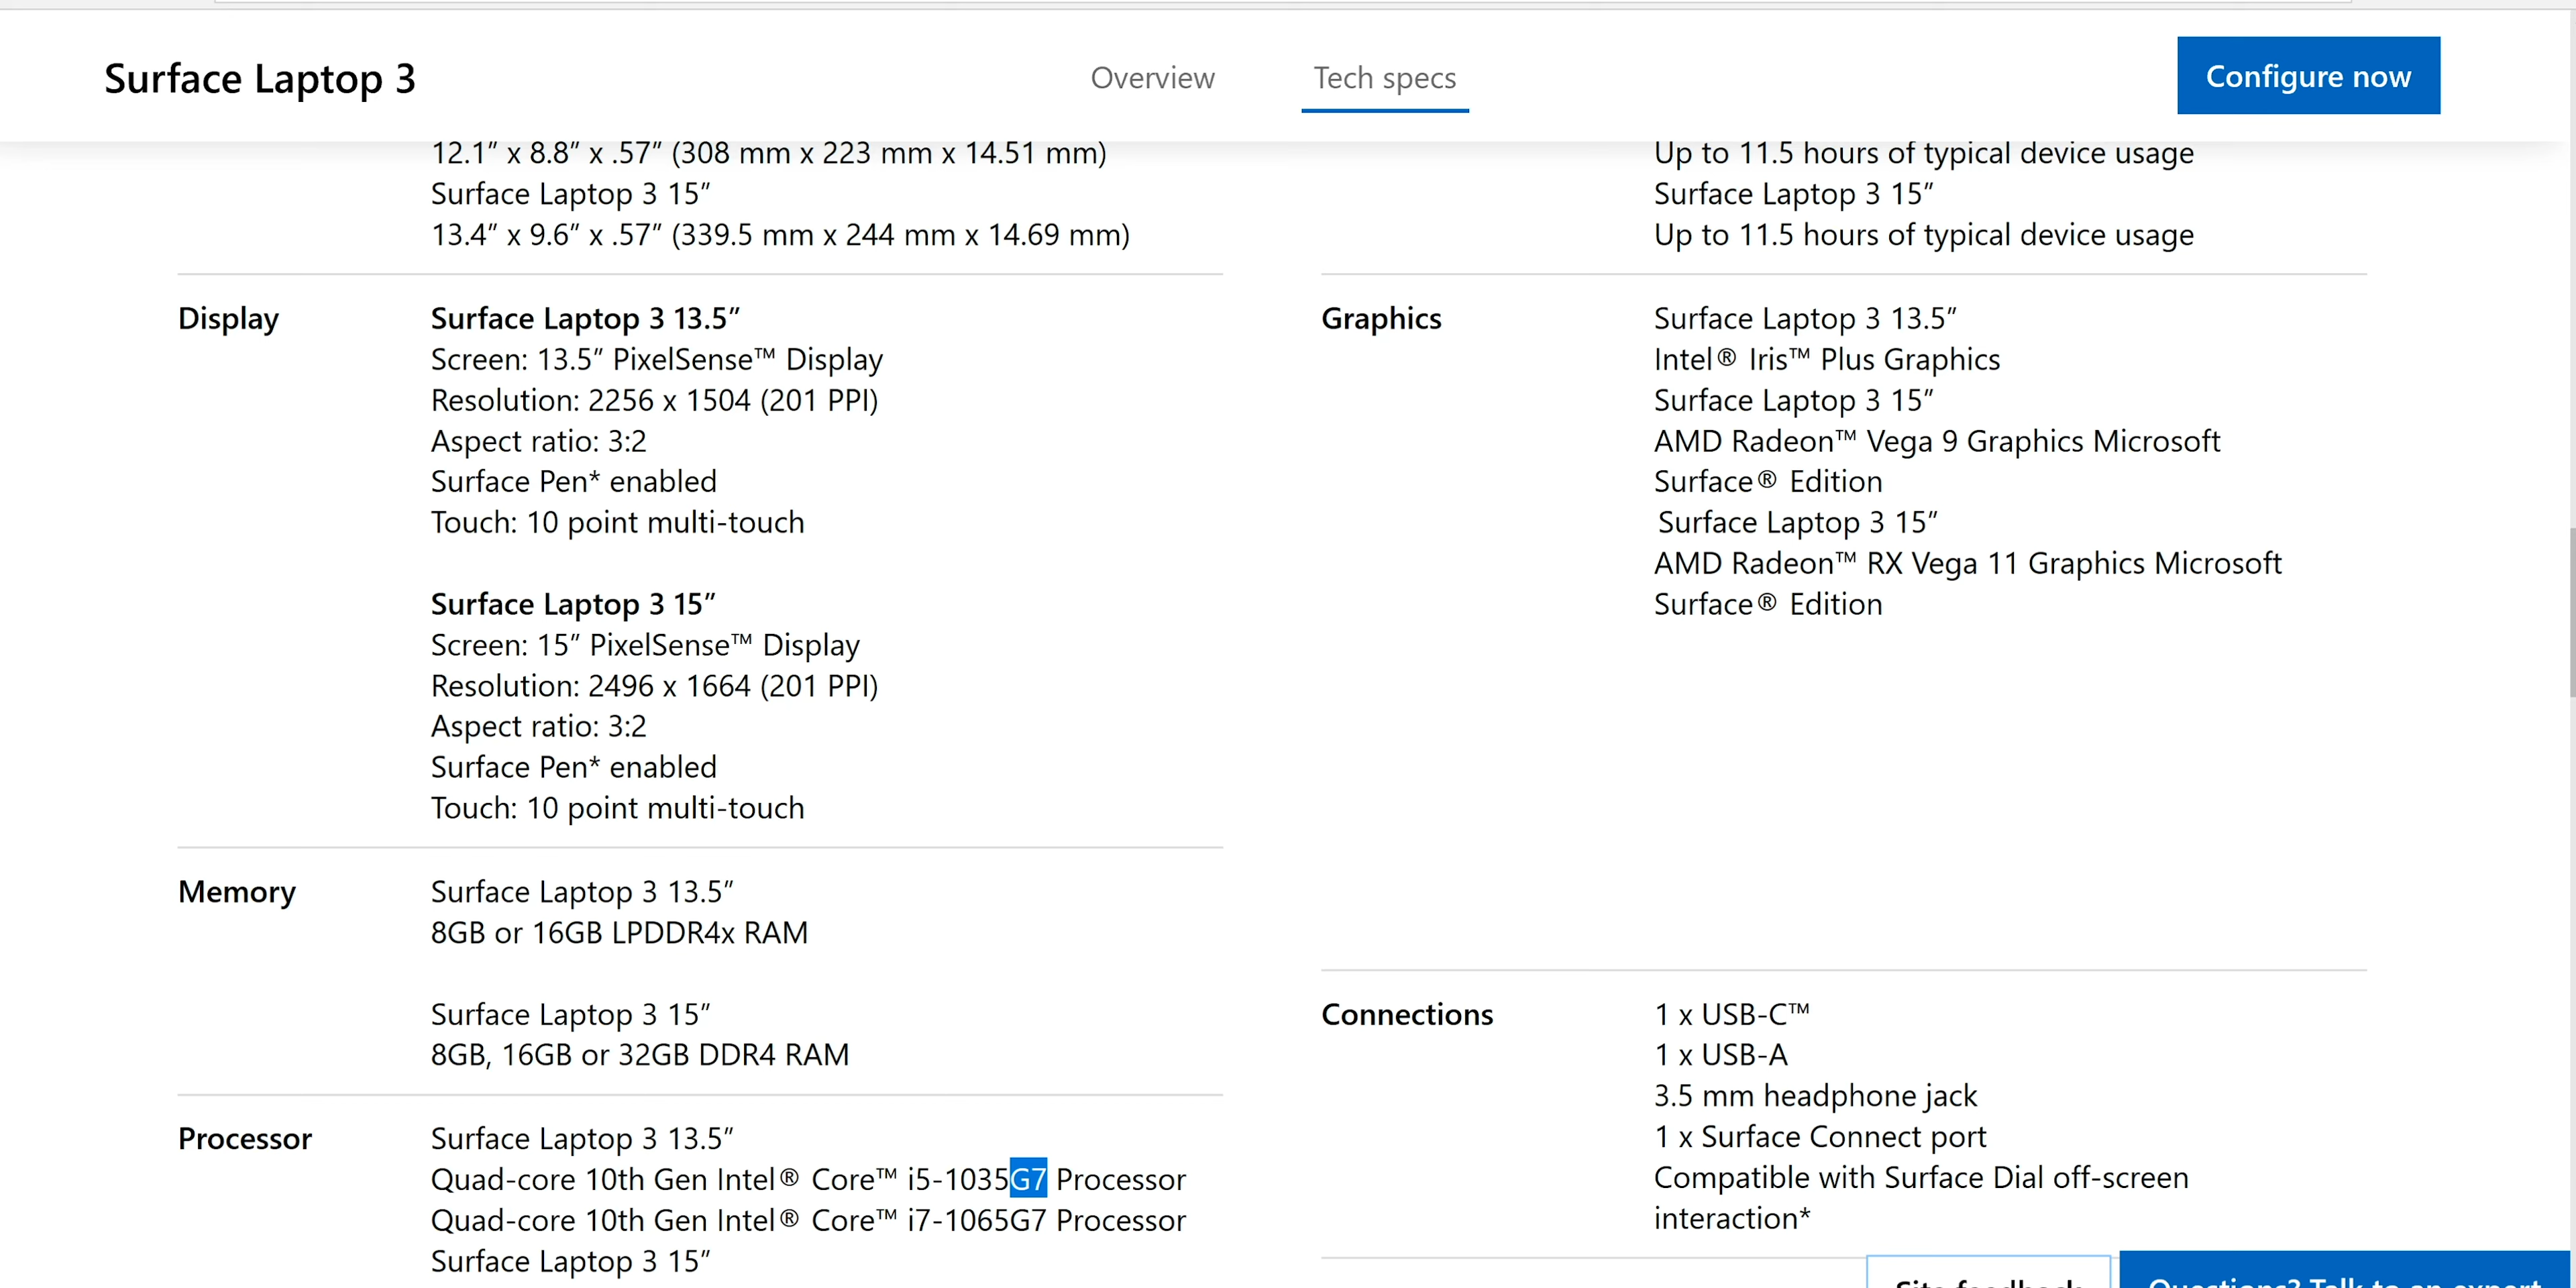 Surface Laptop 3
Overview
Tech specs
Configure now
12.1″ x 8.8″ x .57″ (308 mm x 223 mm x 14.51 mm)
Surface Laptop 3 15″
13.4″ x 9.6″ x .57″ (339.5 mm x 244 mm x 14.69 mm)
Display
Surface Laptop 3 13.5″
Screen: 13.5″ PixelSense™ Display
Resolution: 2256 x 1504 (201 PPI)
Aspect ratio: 3:2
Surface Pen* enabled
Touch: 10 point multi-touch
Surface Laptop 3 15″
Screen: 15″ PixelSense™ Display
Resolution: 2496 x 1664 (201 PPI)
Aspect ratio: 3:2
Surface Pen* enabled
Touch: 10 point multi-touch
Memory
Surface Laptop 3 13.5″
8GB or 16GB LPDDR4x RAM
Surface Laptop 3 15″
8GB, 16GB or 32GB DDR4 RAM
Processor
Surface Laptop 3 13.5″
Quad-core 10th Gen Intel® Core™ i5-1035G7 Processor
Quad-core 10th Gen Intel® Core™ i7-1065G7 Processor
Surface Laptop 3 15″
Up to 11.5 hours of typical device usage
Surface Laptop 3 15″
Up to 11.5 hours of typical device usage
Graphics
Surface Laptop 3 13.5″
Intel® Iris™ Plus Graphics
Surface Laptop 3 15″
AMD Radeon™ Vega 9 Graphics Microsoft
Surface® Edition
Surface Laptop 3 15″
AMD Radeon™ RX Vega 11 Graphics Microsoft
Surface® Edition
Connections
1 x USB-C™
1 x USB-A
3.5 mm headphone jack
1 x Surface Connect port
Compatible with Surface Dial off-screen
interaction*
Site feedback
Questions? Talk to an expert